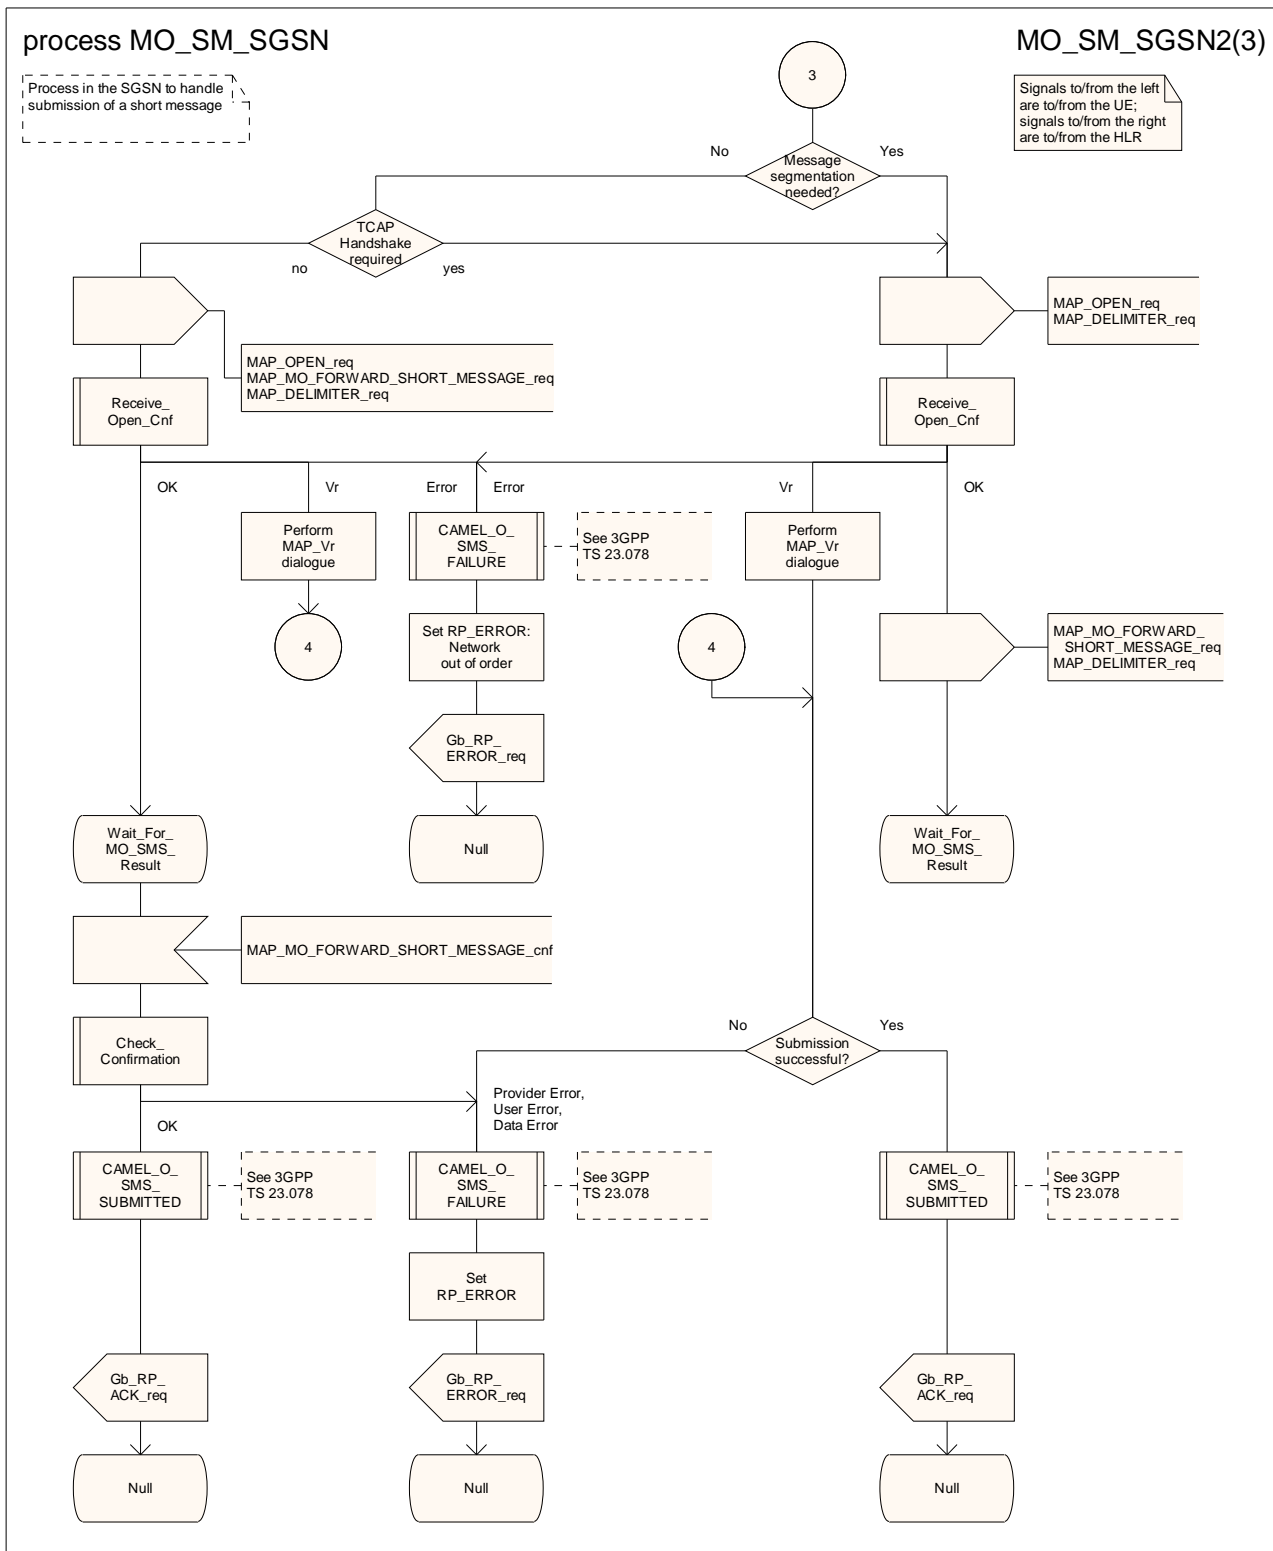 process MO_SM_SGSN
MO_SM_SGSN2(3)
Process in the SGSN to handle
submission of a short message
3
Signals to/from the left
are to/from the UE;
signals to/from the right
are to/from the HLR
No
Message
segmentation
needed?
Yes
TCAP
Handshake
required
no
yes
MAP_OPEN_req
MAP_DELIMITER_req
MAP_OPEN_req
MAP_MO_FORWARD_SHORT_MESSAGE_req
MAP_DELIMITER_req
Receive_
Open_Cnf
Receive_
Open_Cnf
OK
Vr
Error
Error
Vr
OK
Perform
MAP_Vr
dialogue
CAMEL_O_
SMS_
FAILURE
See 3GPP
TS 23.078
Perform
MAP_Vr
dialogue
4
Set RP_ERROR:
Network
out of order
4
MAP_MO_FORWARD_
SHORT_MESSAGE_req
MAP_DELIMITER_req
Gb_RP_
ERROR_req
Wait_For_
MO_SMS_
Result
Null
Wait_For_
MO_SMS_
Result
MAP_MO_FORWARD_SHORT_MESSAGE_cnf
Check_
Confirmation
No
Submission
successful?
Yes
OK
Provider Error,
User Error,
Data Error
CAMEL_O_
SMS_
SUBMITTED
See 3GPP
TS 23.078
CAMEL_O_
SMS_
FAILURE
See 3GPP
TS 23.078
CAMEL_O_
SMS_
SUBMITTED
See 3GPP
TS 23.078
Set
RP_ERROR
Gb_RP_
ACK_req
Gb_RP_
ERROR_req
Gb_RP_
ACK_req
Null
Null
Null